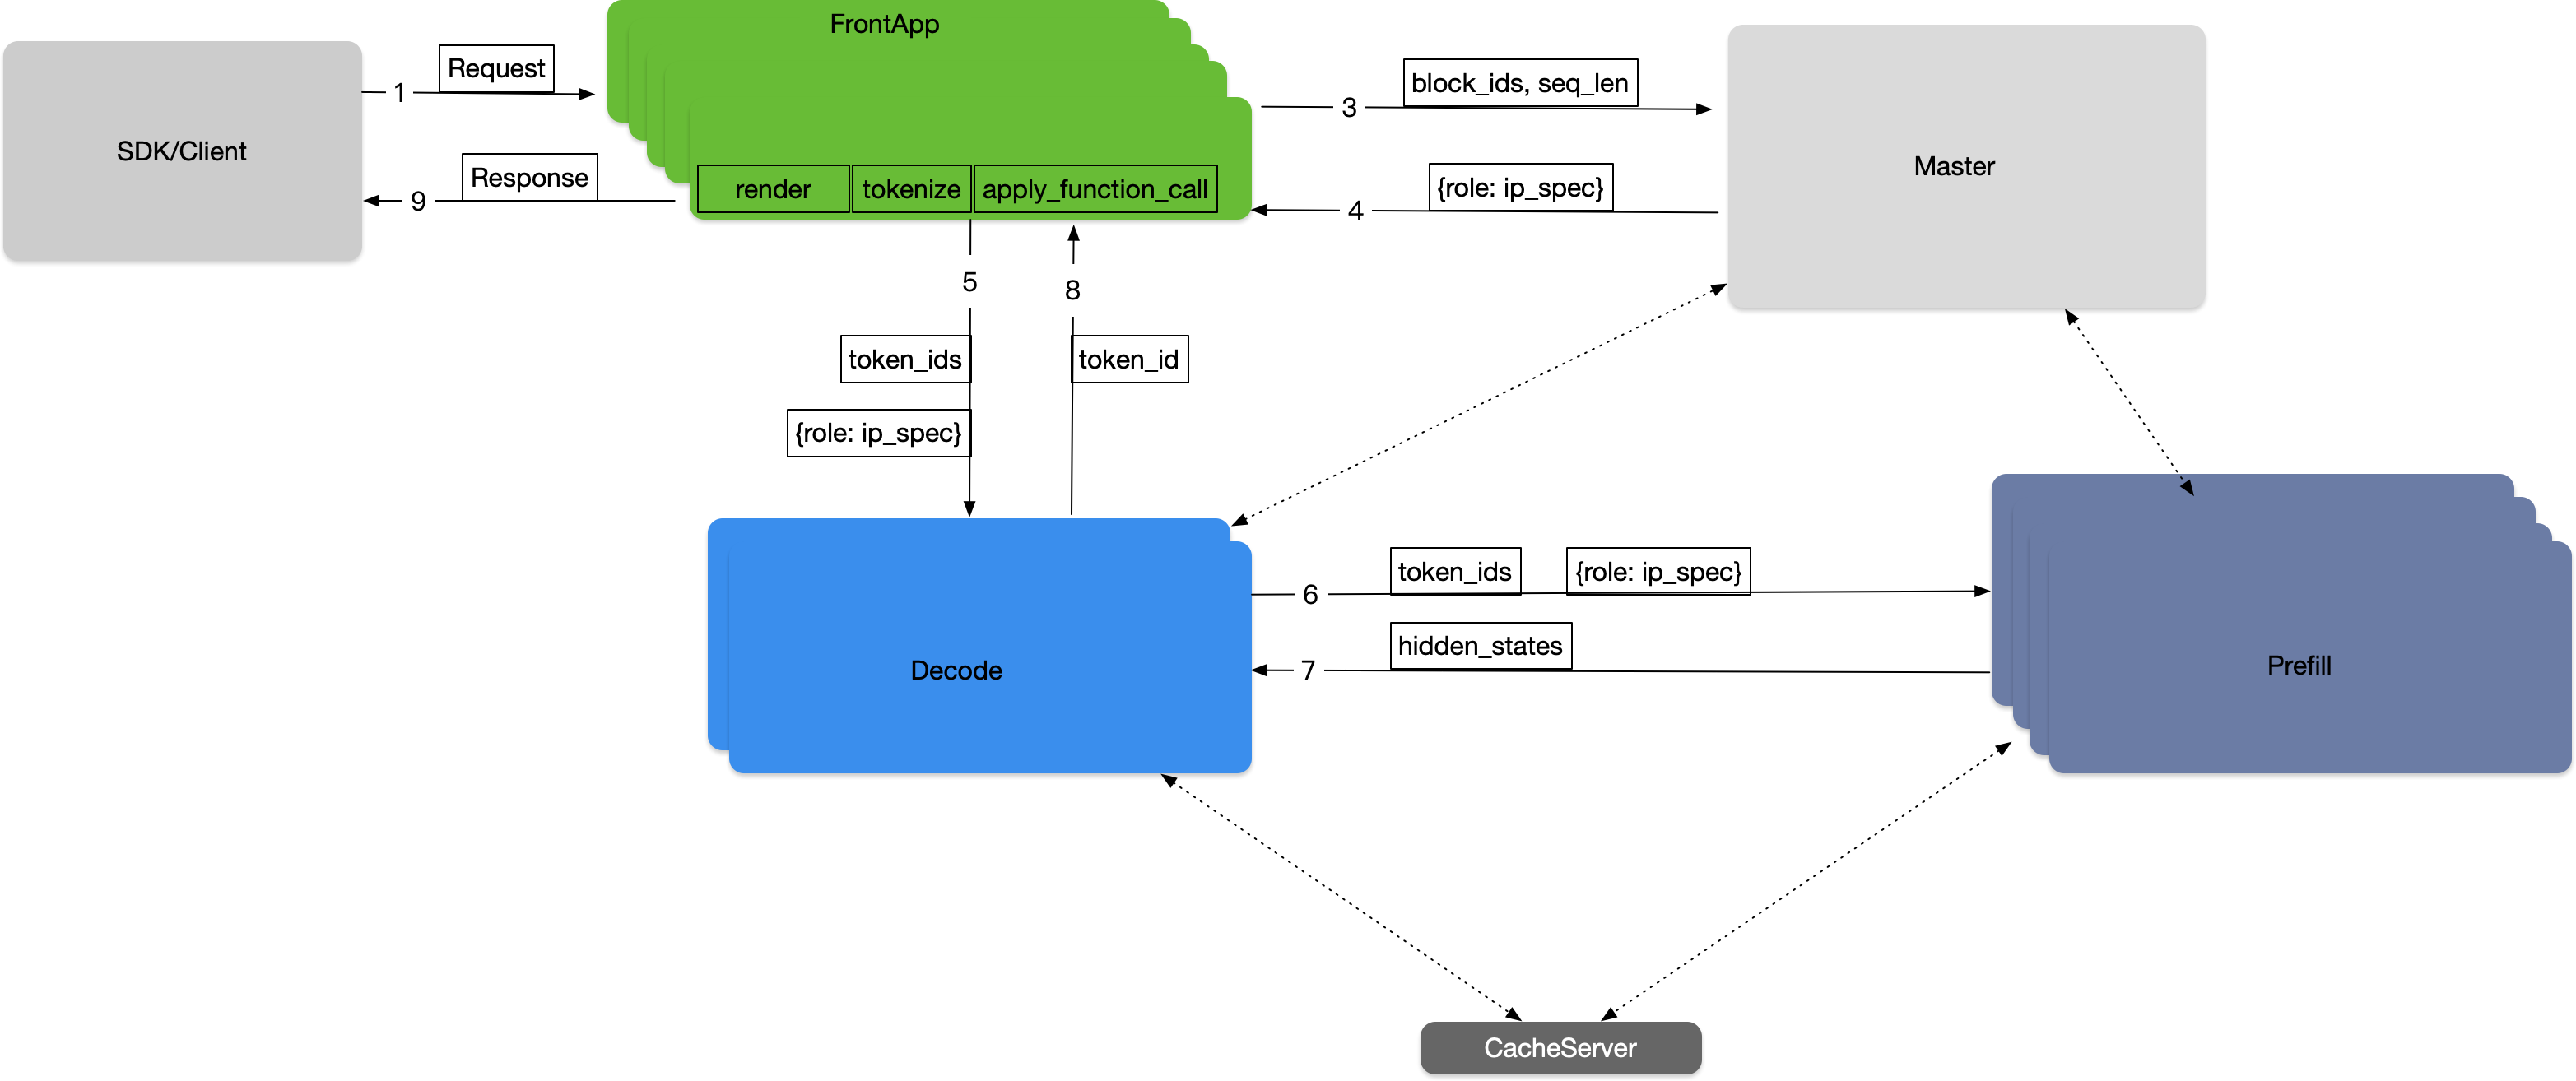 FrontApp
SDK/Client
1
Request
9
Response
render
tokenize
apply_function_call
3
block_ids, seq_len
4
{role: ip_spec}
Master
5
8
token_ids
token_id
{role: ip_spec}
Decode
6
token_ids
{role: ip_spec}
7
hidden_states
Prefill
CacheServer